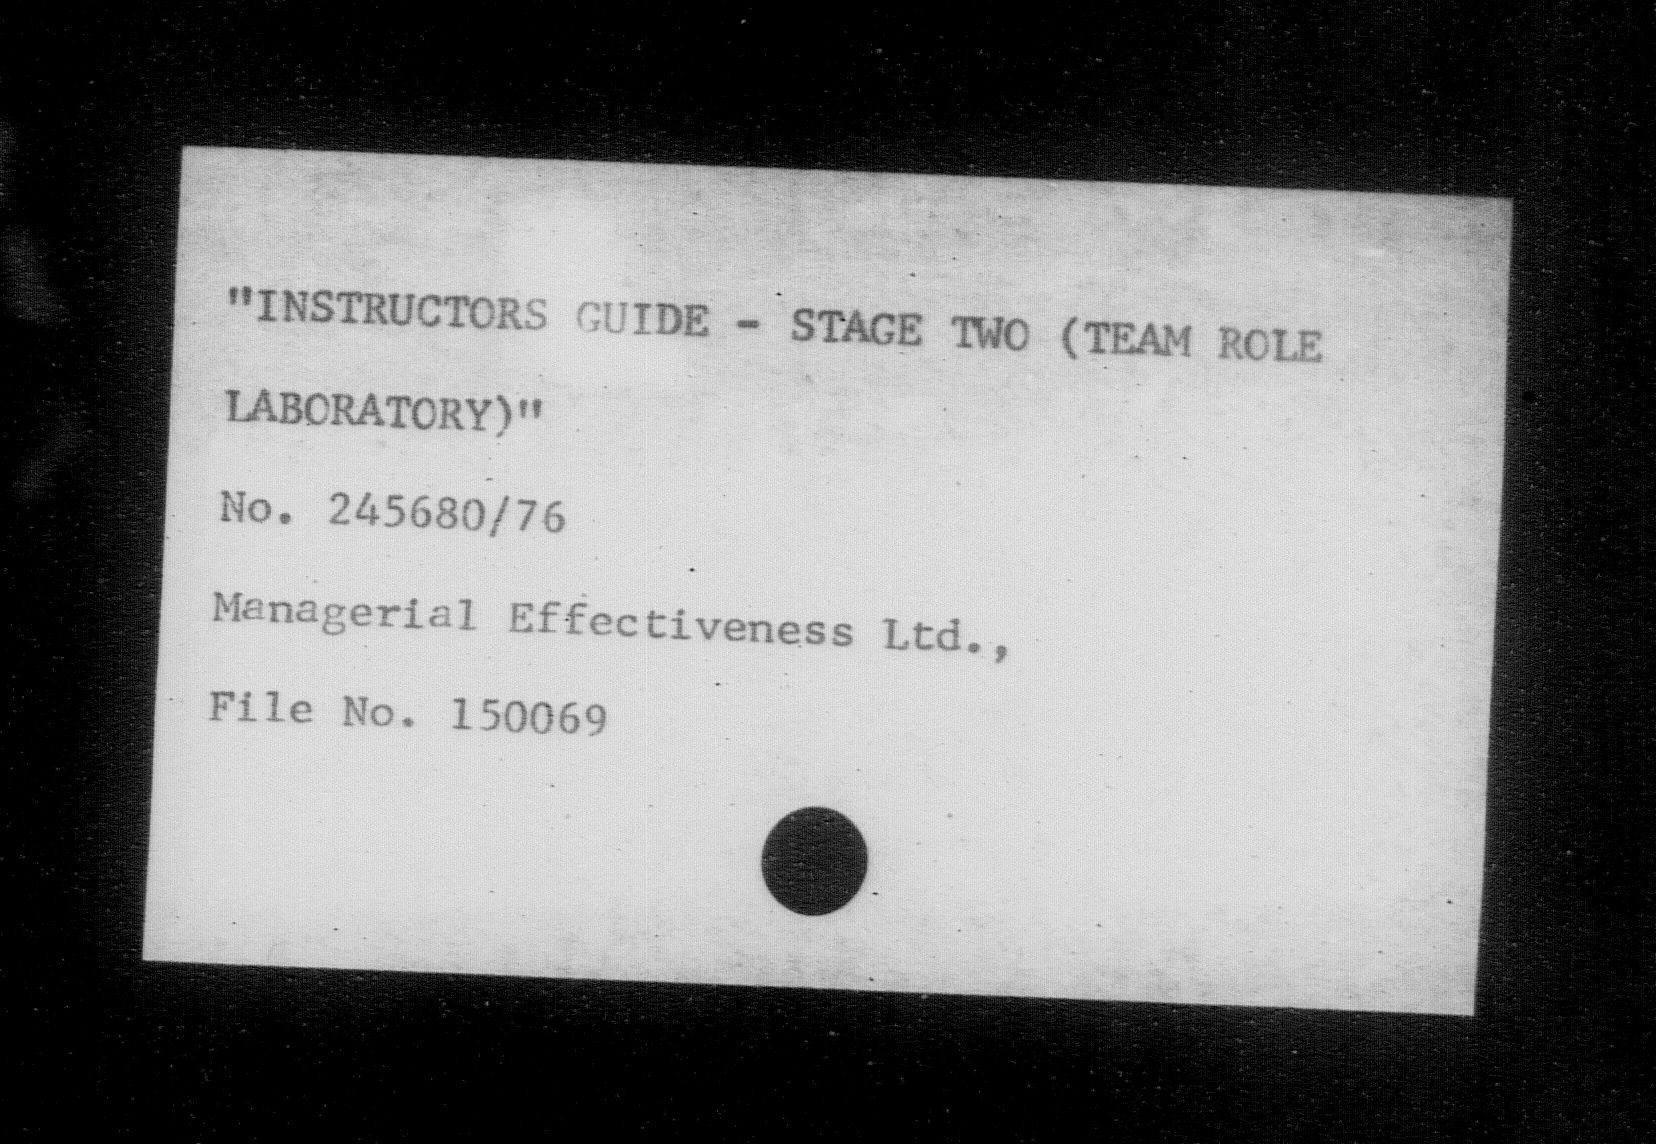 "INSTRUCTORS GUIDE - STAGE TWO (TEAM ROLE
LABORATORY)"
No. 245680/76
Managerial Effectiveness Ltd.,
File No. 150069